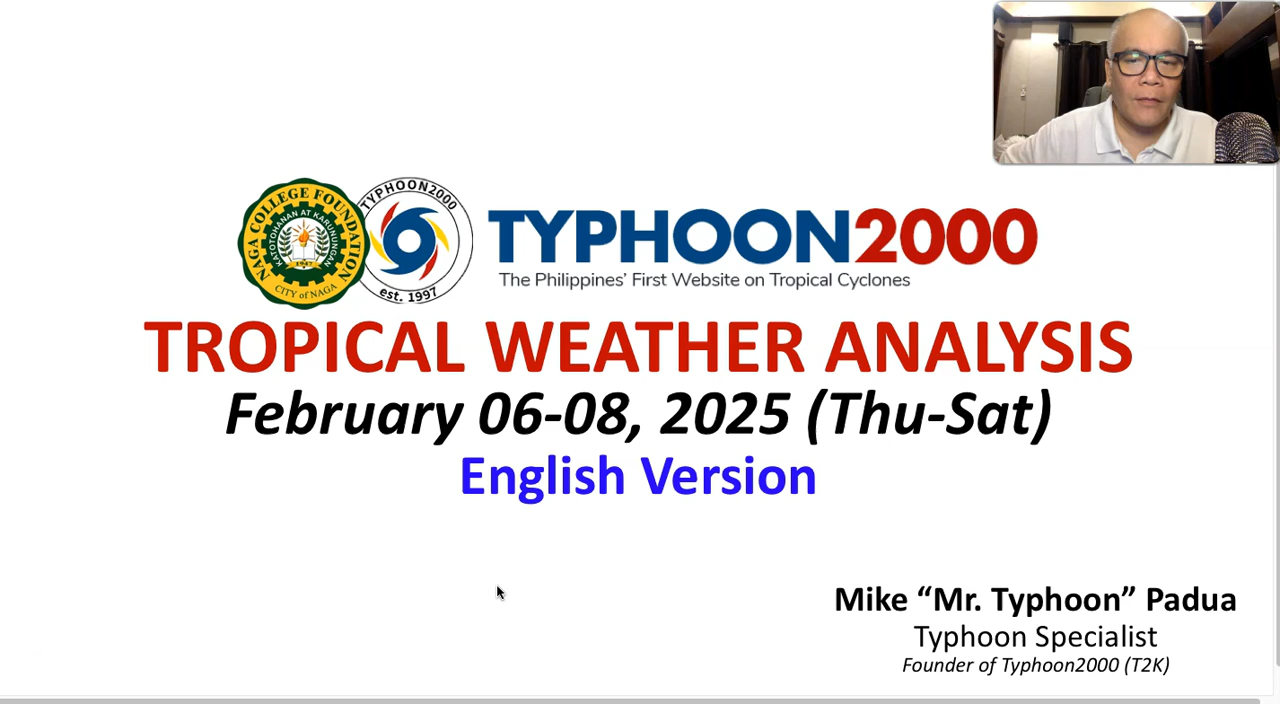 NAGA COLLEGE FOUNDATION
KATOTOHANAN AT KARUNUNGAN
1947
CITY of NAGA
TYPHOON2000
est. 1997
TYPHOON2000
The Philippines' First Website on Tropical Cyclones
TROPICAL WEATHER ANALYSIS
February 06-08, 2025 (Thu-Sat)
English Version
Mike “Mr. Typhoon” Padua
Typhoon Specialist
Founder of Typhoon2000 (T2K)